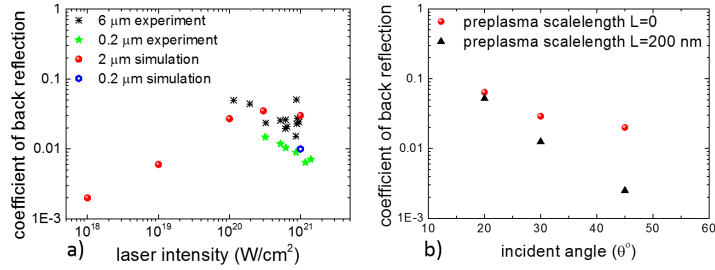 6 μm experiment
0.2 μm experiment
2 μm simulation
0.2 μm simulation
coefficient of back reflection
1
0.1
0.01
1E-3
10^18 10^19 10^20 10^21
laser intensity (W/cm²)
a)
preplasma scalelength L=0
preplasma scalelength L=200 nm
coefficient of back reflection
1
0.1
0.01
1E-3
10 20 30 40 50 60
incident angle (θ°)
b)